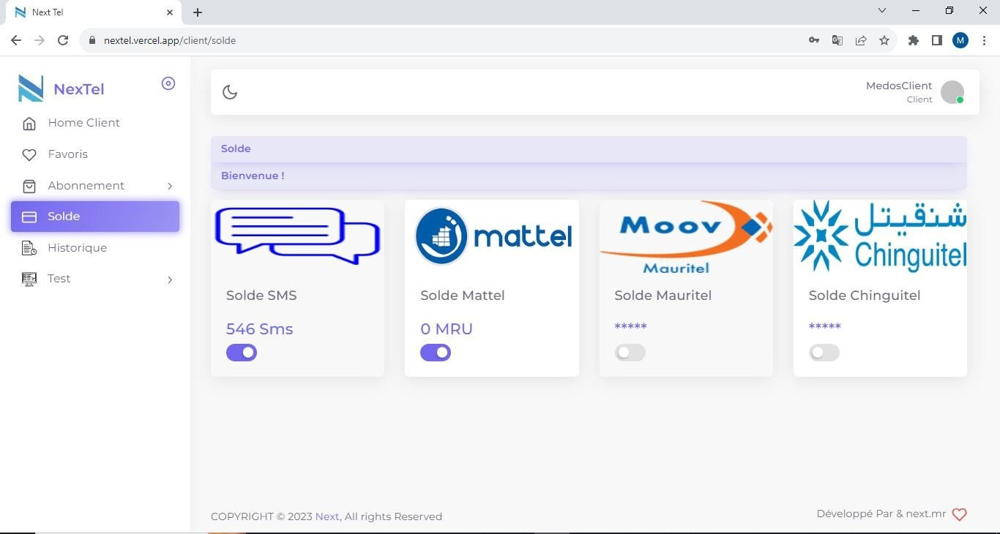 Next Tel
nextel.vercel.app/client/solde
M
NexTel
Home Client
Favoris
Abonnement
Solde
Historique
Test
MedosClient
Client
Solde
Bienvenue !
Solde SMS
546 Sms
mattel
Solde Mattel
0 MRU
Moov
Mauritel
Solde Mauritel
*****
شنقيتل
Chinguitel
Solde Chinguitel
*****
COPYRIGHT © 2023 Next, All rights Reserved
Développé Par & next.mr